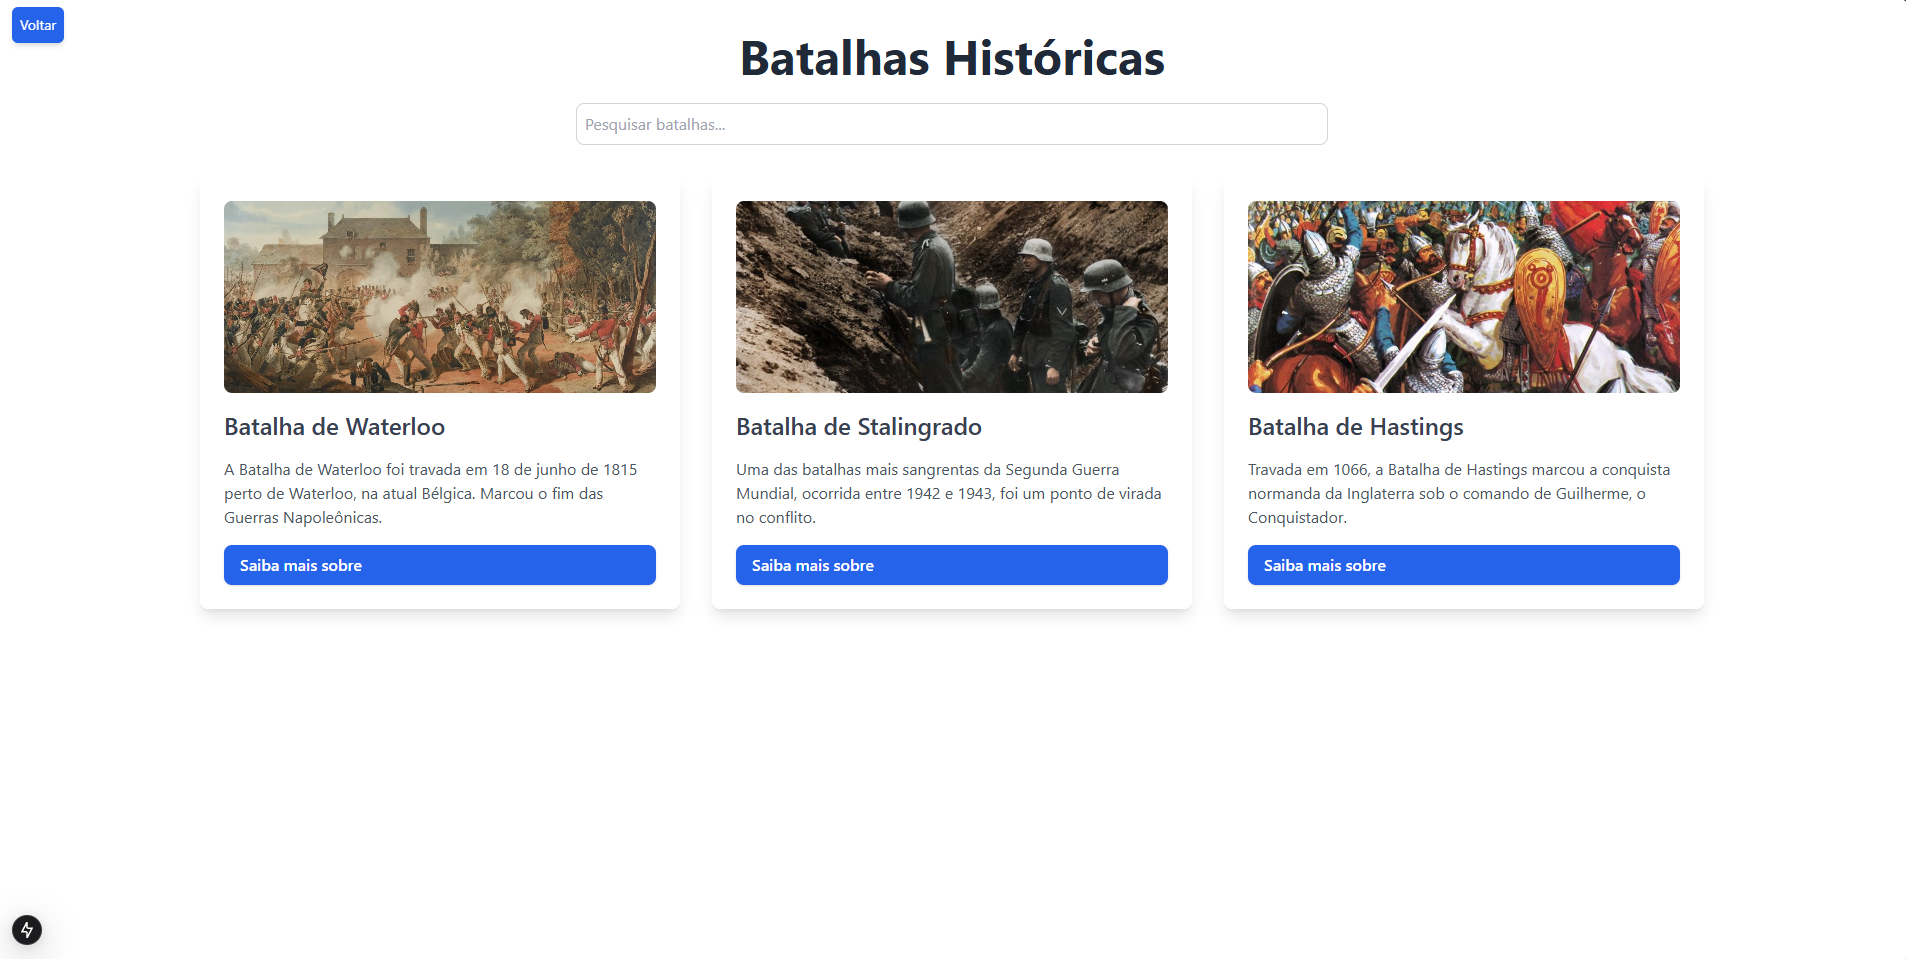 Voltar
Batalhas Históricas
Pesquisar batalhas...
Batalha de Waterloo
A Batalha de Waterloo foi travada em 18 de junho de 1815
perto de Waterloo, na atual Bélgica. Marcou o fim das
Guerras Napoleônicas.
Saiba mais sobre
Batalha de Stalingrado
Uma das batalhas mais sangrentas da Segunda Guerra
Mundial, ocorrida entre 1942 e 1943, foi um ponto de virada
no conflito.
Saiba mais sobre
Batalha de Hastings
Travada em 1066, a Batalha de Hastings marcou a conquista
normanda da Inglaterra sob o comando de Guilherme, o
Conquistador.
Saiba mais sobre